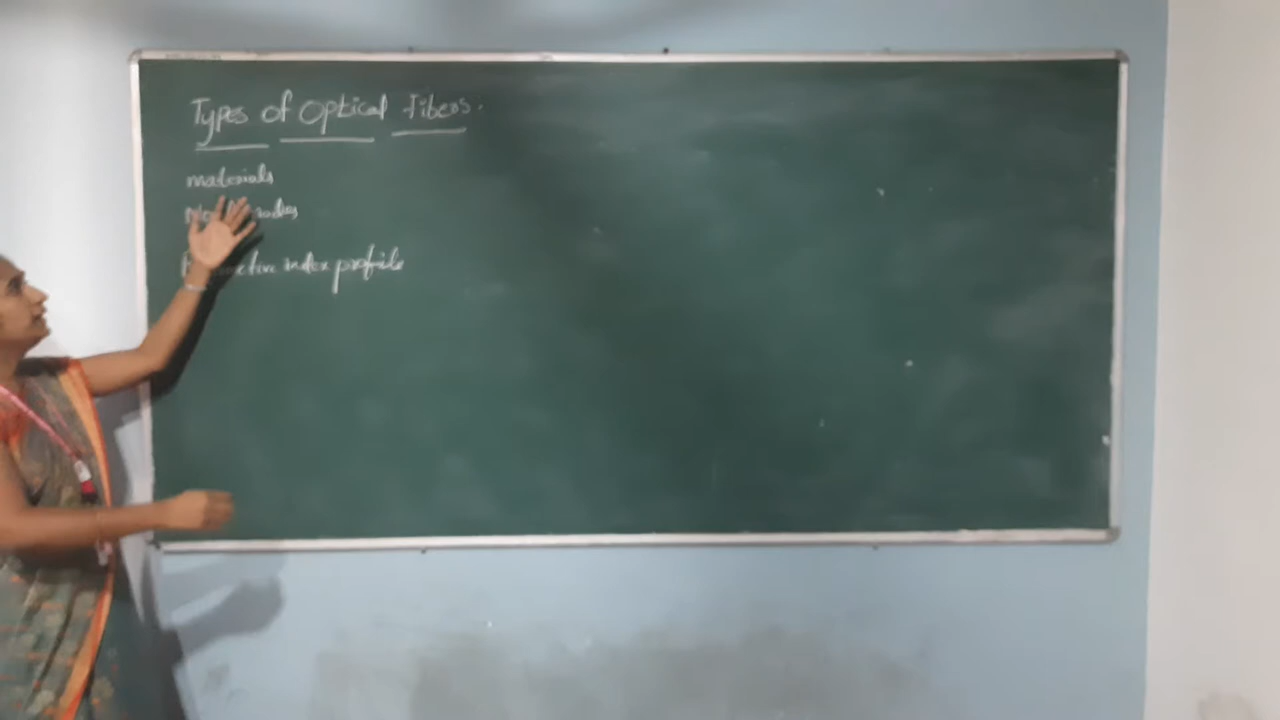 Types of Optical Fibers.
materials
index profile